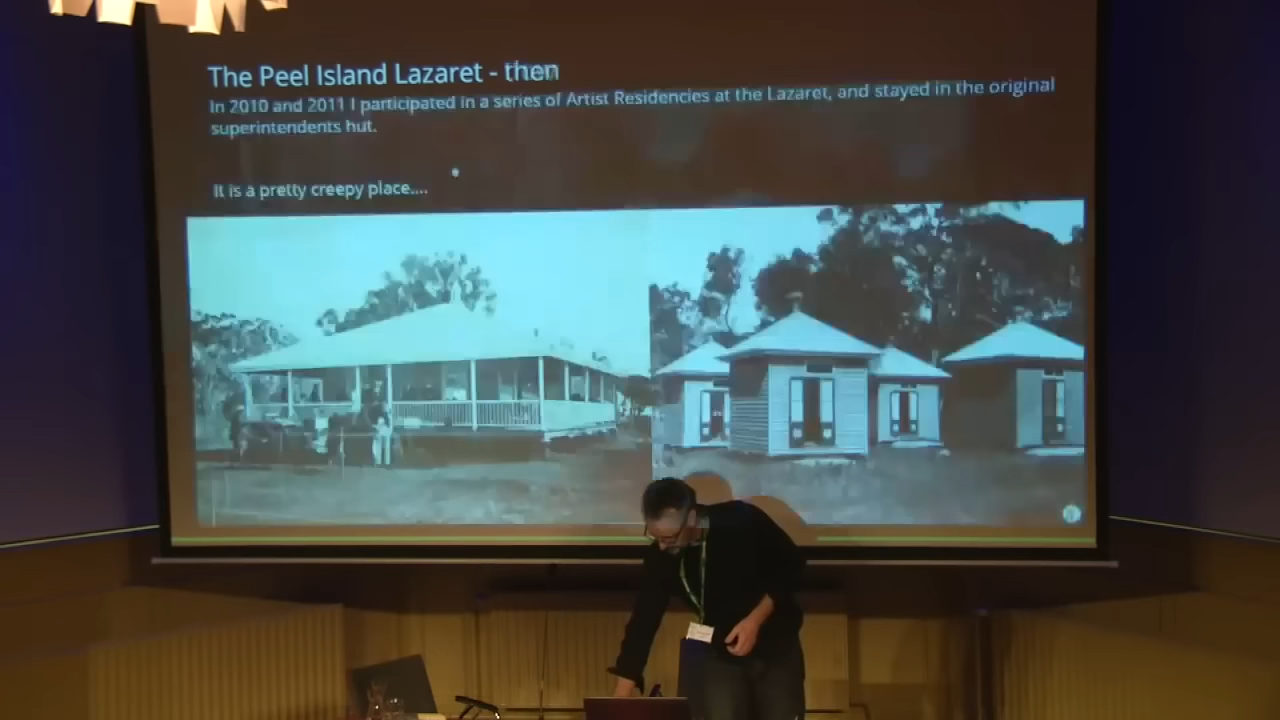 The Peel Island Lazaret - then
In 2010 and 2011 I participated in a series of Artist Residencies at the Lazaret, and stayed in the original
superintendents hut.
It is a pretty creepy place....